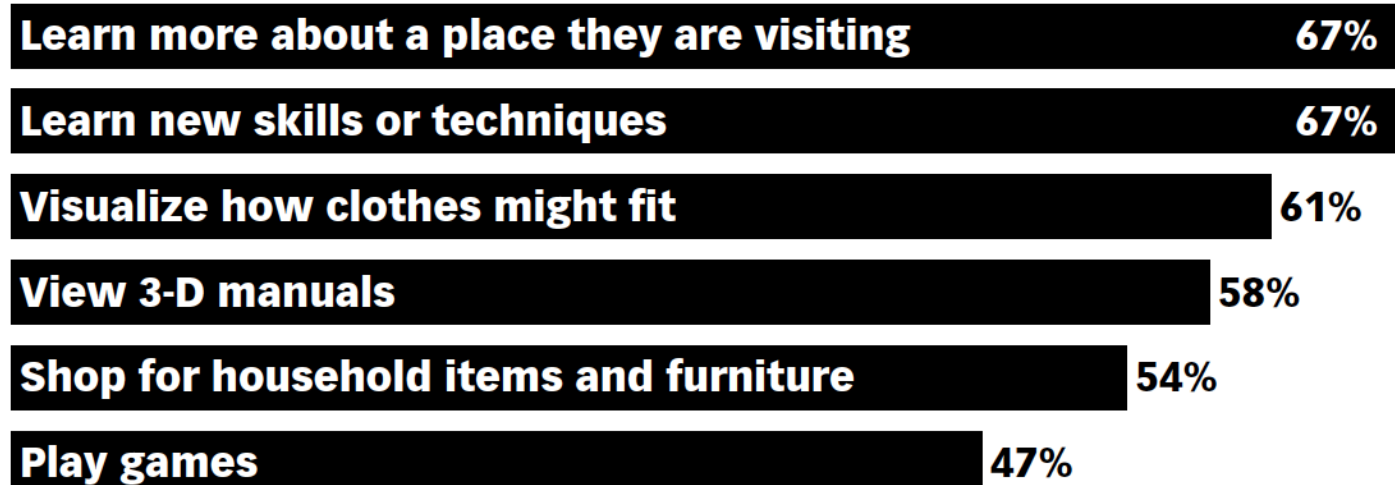 Learn more about a place they are visiting 67%
Learn new skills or techniques 67%
Visualize how clothes might fit 61%
View 3-D manuals 58%
Shop for household items and furniture 54%
Play games 47%